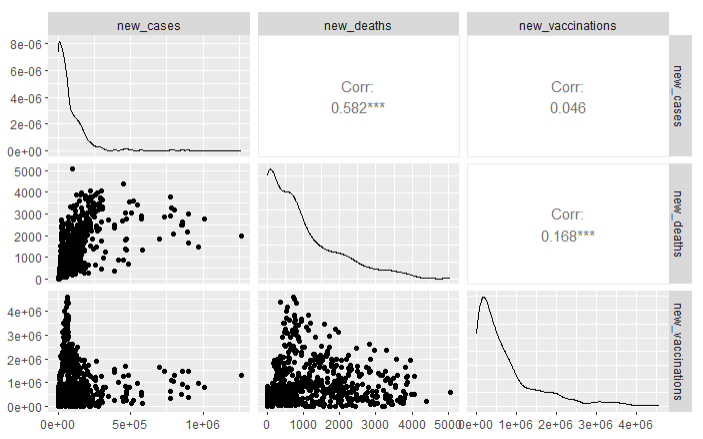 new_cases
new_deaths
new_vaccinations
8e-06
6e-06
4e-06
2e-06
0e+00
Corr:
0.582***
Corr:
0.046
new_cases
5000
4000
3000
2000
1000
0
Corr:
0.168***
new_deaths
4e+06
3e+06
2e+06
1e+06
0e+00
new_vaccinations
0e+00
5e+05
1e+06
0
1000
2000
3000
4000
5000
0e+00
1e+06
2e+06
3e+06
4e+06